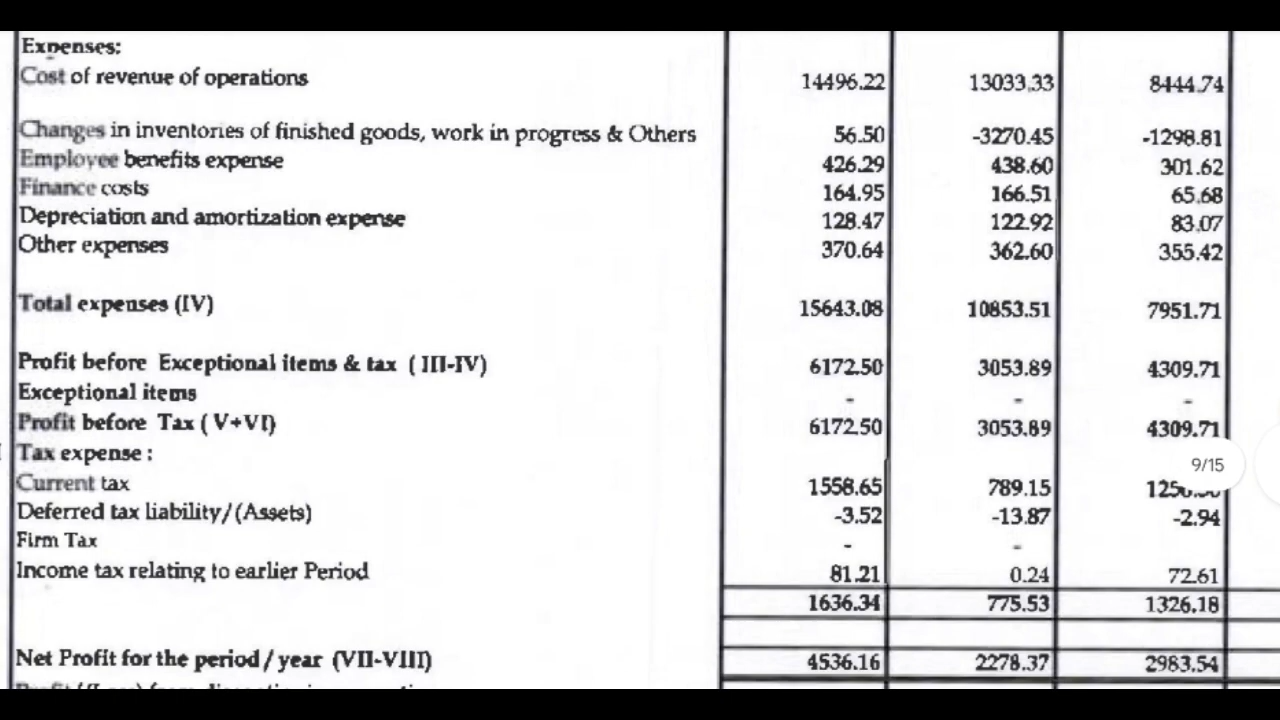 Expenses:
Cost of revenue of operations 14496.22 13033.33 8444.74
Changes in inventories of finished goods, work in progress & Others 56.50 -3270.45 -1298.81
Employee benefits expense 426.29 438.60 301.62
Finance costs 164.95 166.51 65.68
Depreciation and amortization expense 128.47 122.92 83.07
Other expenses 370.64 362.60 355.42
Total expenses (IV) 15643.08 10853.51 7951.71
Profit before Exceptional items & tax ( III-IV) 6172.50 3053.89 4309.71
Exceptional items - - -
Profit before Tax ( V+VI) 6172.50 3053.89 4309.71
Tax expense :
9/15
Current tax 1558.65 789.15
Deferred tax liability/(Assets) -3.52 -13.87 -2.94
Firm Tax - -
Income tax relating to earlier Period 81.21 0.24 72.61
1636.34 775.53 1326.18
Net Profit for the period / year (VII-VIII) 4536.16 2278.37 2983.54